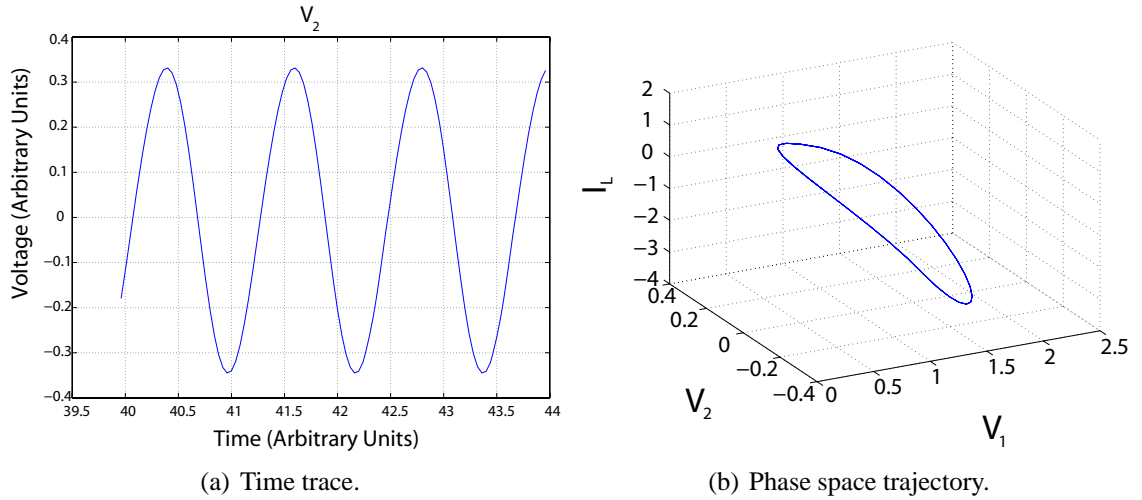 V2
Voltage (Arbitrary Units)
0.4
0.3
0.2
0.1
0
−0.1
−0.2
−0.3
−0.4
39.5 40 40.5 41 41.5 42 42.5 43 43.5 44
Time (Arbitrary Units)
(a) Time trace.
IL
2
1
0
−1
−2
−3
−4
0.4
0.2
0
−0.2
−0.4
V2
0 0.5 1 1.5 2 2.5
V1
(b) Phase space trajectory.